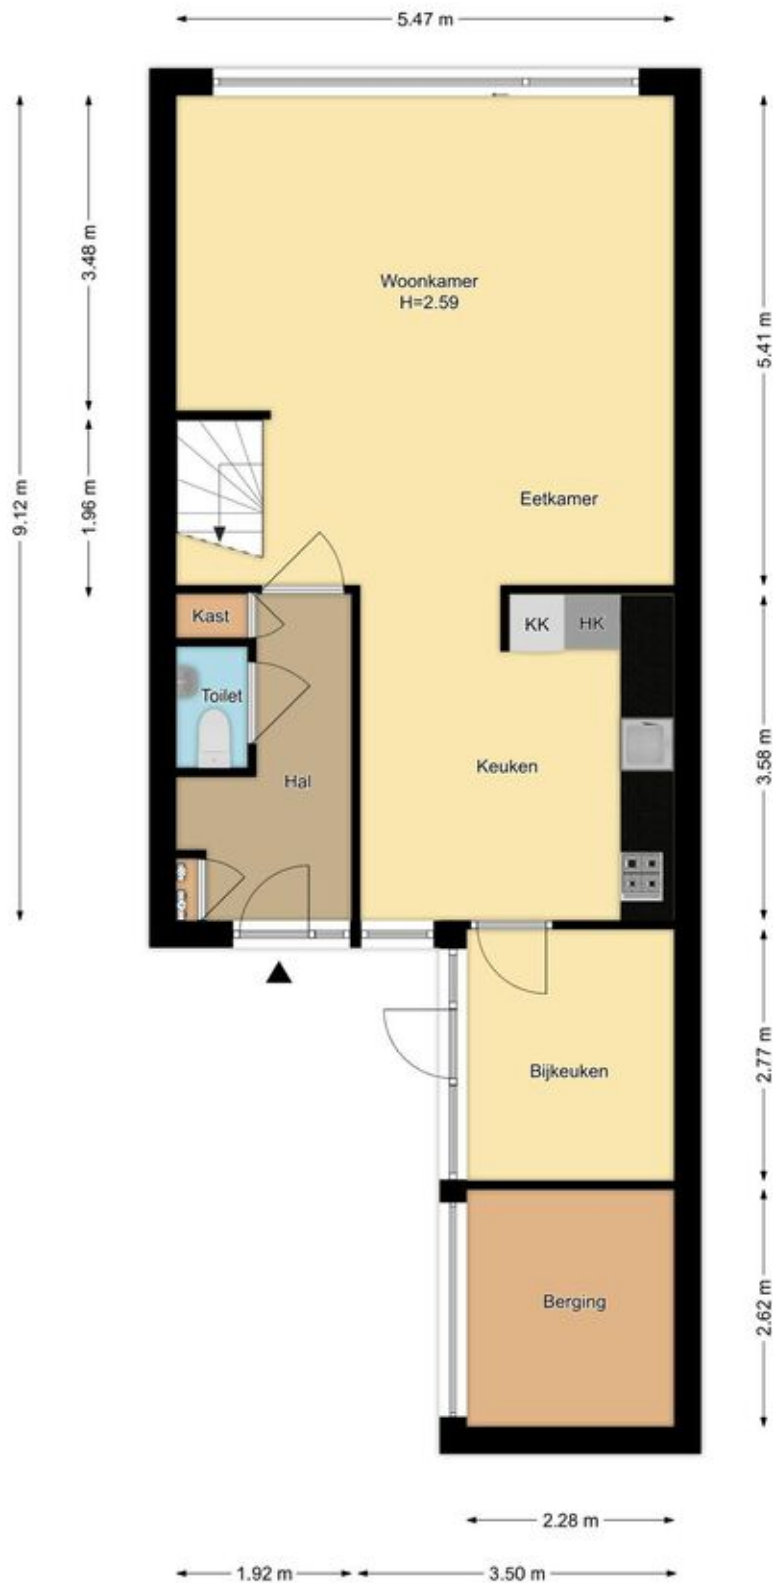 5.47 m
3.48 m
Woonkamer
H=2.59
5.41 m
9.12 m
1.96 m
Eetkamer
Kast
KK
HK
Toilet
Keuken
3.58 m
Hal
Bijkeuken
2.77 m
Berging
2.62 m
2.28 m
1.92 m
3.50 m